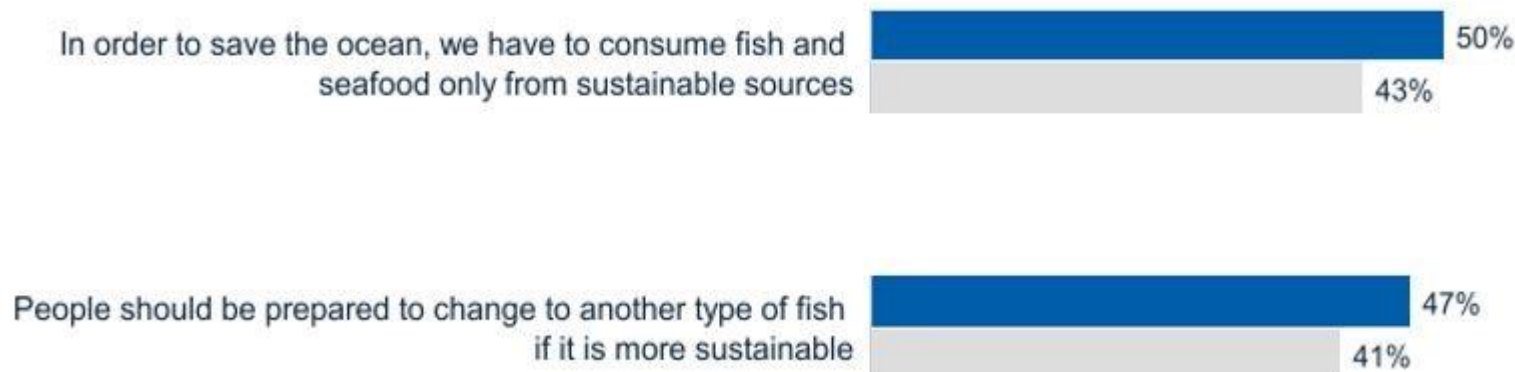 In order to save the ocean, we have to consume fish and
seafood only from sustainable sources
50%
43%
People should be prepared to change to another type of fish
if it is more sustainable
47%
41%